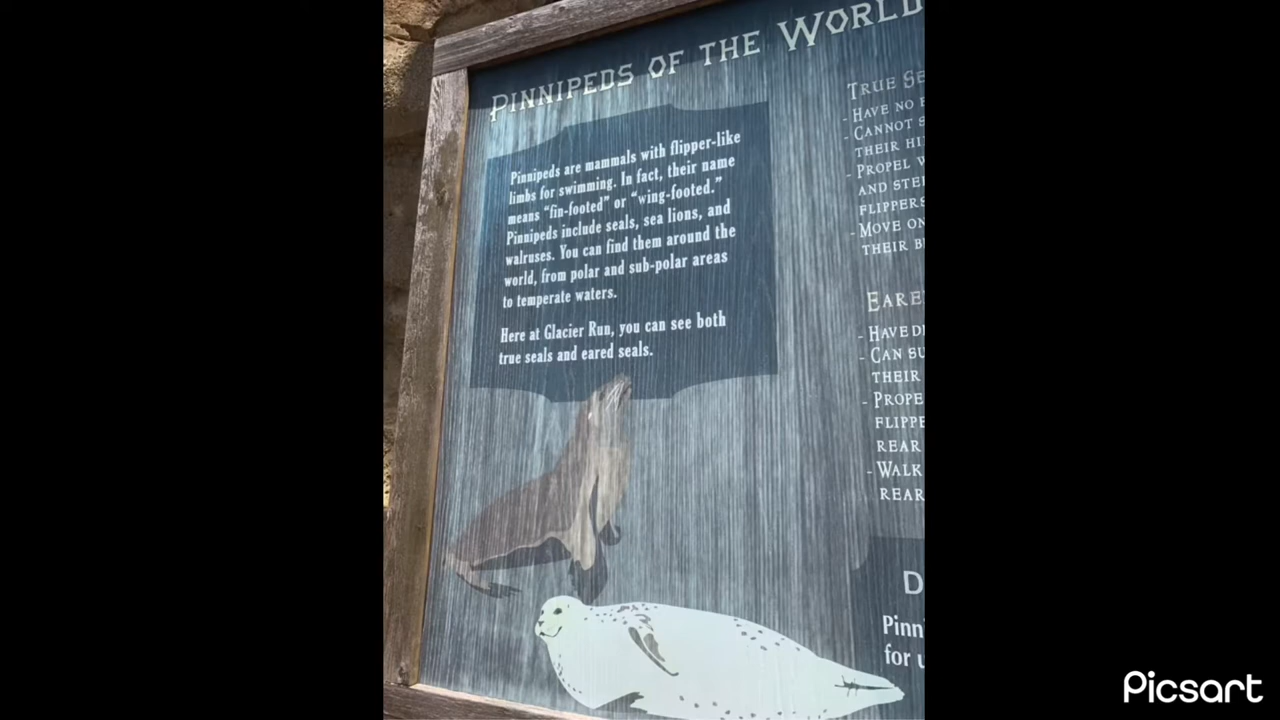 PINNIPEDS OF THE WORLD
Pinnipeds are mammals with flipper-like
limbs for swimming. In fact, their name
means “fin-footed” or “wing-footed.”
Pinnipeds include seals, sea lions, and
walruses. You can find them around the
world, from polar and sub-polar areas
to temperate waters.
Here at Glacier Run, you can see both
true seals and eared seals.
TRUE
- HAVE NO
- CANNOT
THEIR
- PROPEL
AND
FLIPPERS
- MOVE ON
THEIR
- HAVE
- CAN
THEIR
-
REAR
- WALK
REAR
for
Picsart